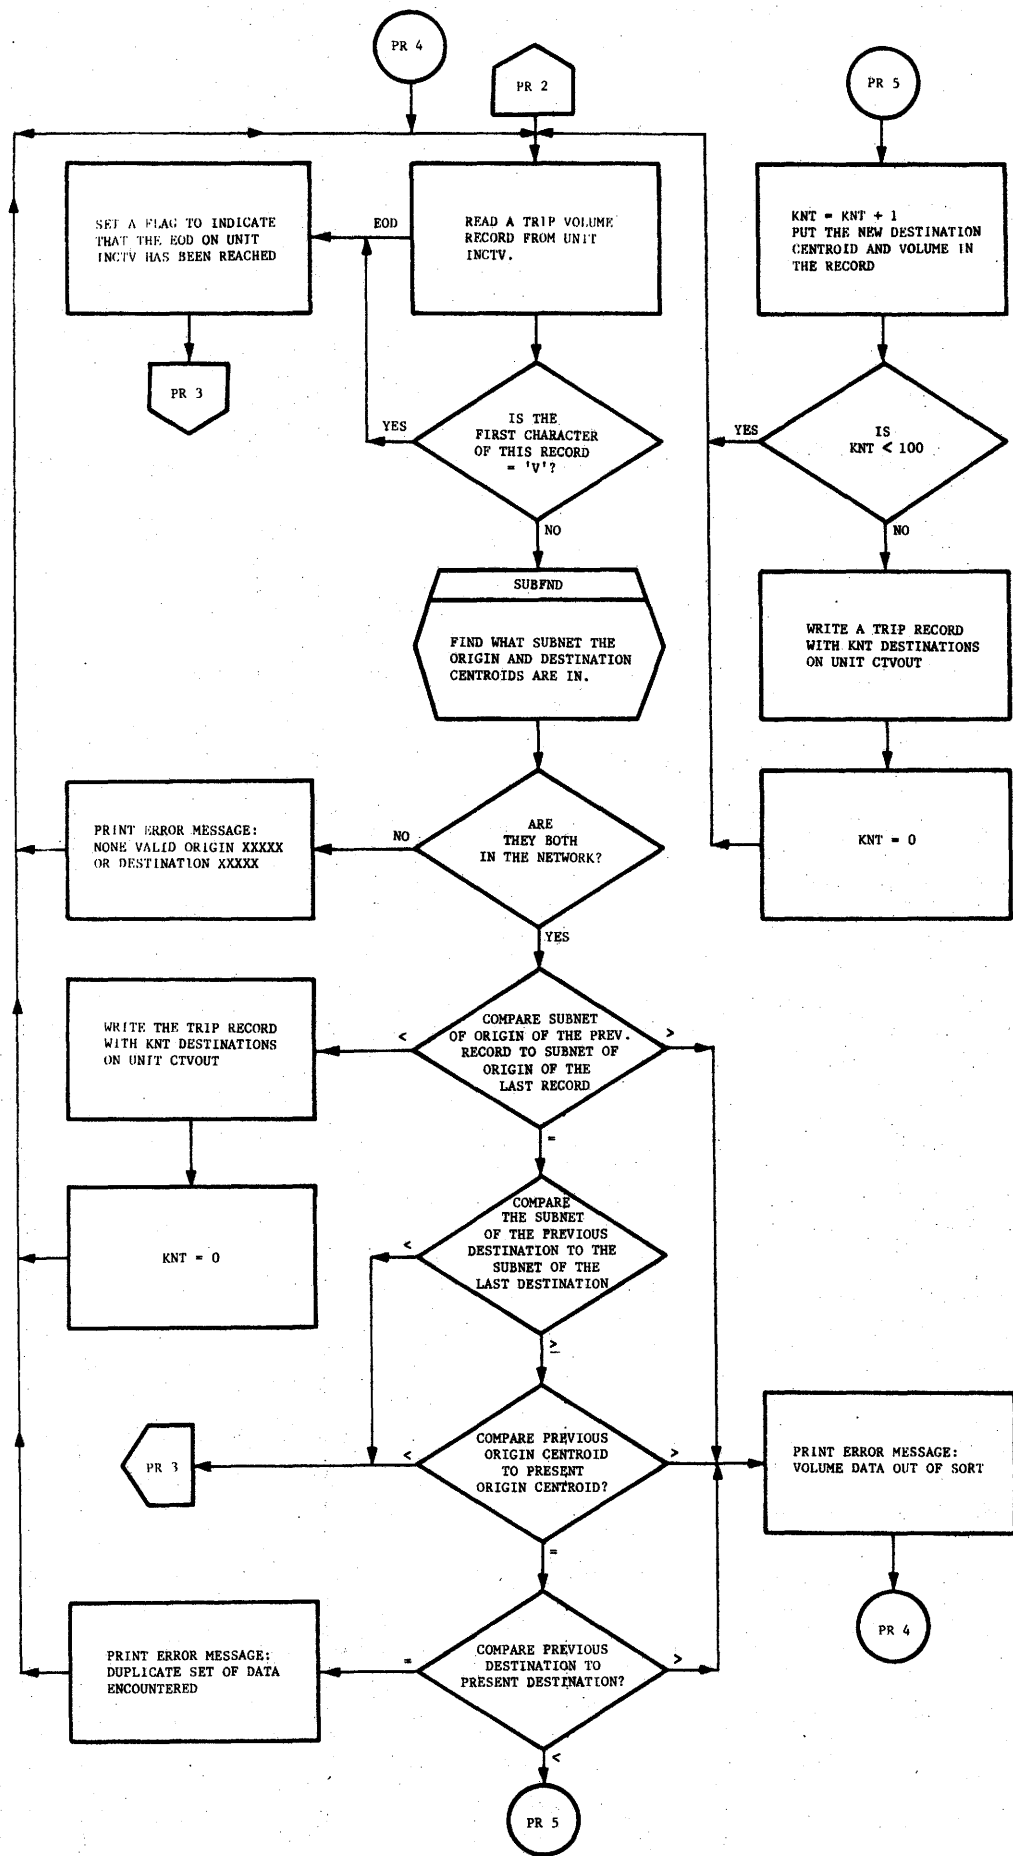 PR 4
PR 2
PR 5
SET A FLAG TO INDICATE
THAT THE EOD ON UNIT
INCTV HAS BEEN REACHED
EOD
READ A TRIP VOLUME
RECORD FROM UNIT
INCTV.
KNT = KNT + 1
PUT THE NEW DESTINATION
CENTROID AND VOLUME IN
THE RECORD
PR 3
YES
IS THE
FIRST CHARACTER
OF THIS RECORD
= 'V'?
NO
YES
IS
KNT < 100
NO
SUBFND
FIND WHAT SUBNET THE
ORIGIN AND DESTINATION
CENTROIDS ARE IN.
WRITE A TRIP RECORD
WITH KNT DESTINATIONS
ON UNIT CTVOUT
PRINT ERROR MESSAGE:
NONE VALID ORIGIN XXXXX
OR DESTINATION XXXXX
NO
ARE
THEY BOTH
IN THE NETWORK?
YES
KNT = 0
WRITE THE TRIP RECORD
WITH KNT DESTINATIONS
ON UNIT CTVOUT
<
COMPARE SUBNET
OF ORIGIN OF THE PREV.
RECORD TO SUBNET OF
ORIGIN OF THE
LAST RECORD
>
=
KNT = 0
<
COMPARE
THE SUBNET
OF THE PREVIOUS
DESTINATION TO THE
SUBNET OF THE
LAST DESTINATION
≥
PR 3
<
COMPARE PREVIOUS
ORIGIN CENTROID
TO PRESENT
ORIGIN CENTROID?
>
=
PRINT ERROR MESSAGE:
VOLUME DATA OUT OF SORT
PR 4
PRINT ERROR MESSAGE:
DUPLICATE SET OF DATA
ENCOUNTERED
=
COMPARE PREVIOUS
DESTINATION TO
PRESENT DESTINATION?
>
<
PR 5